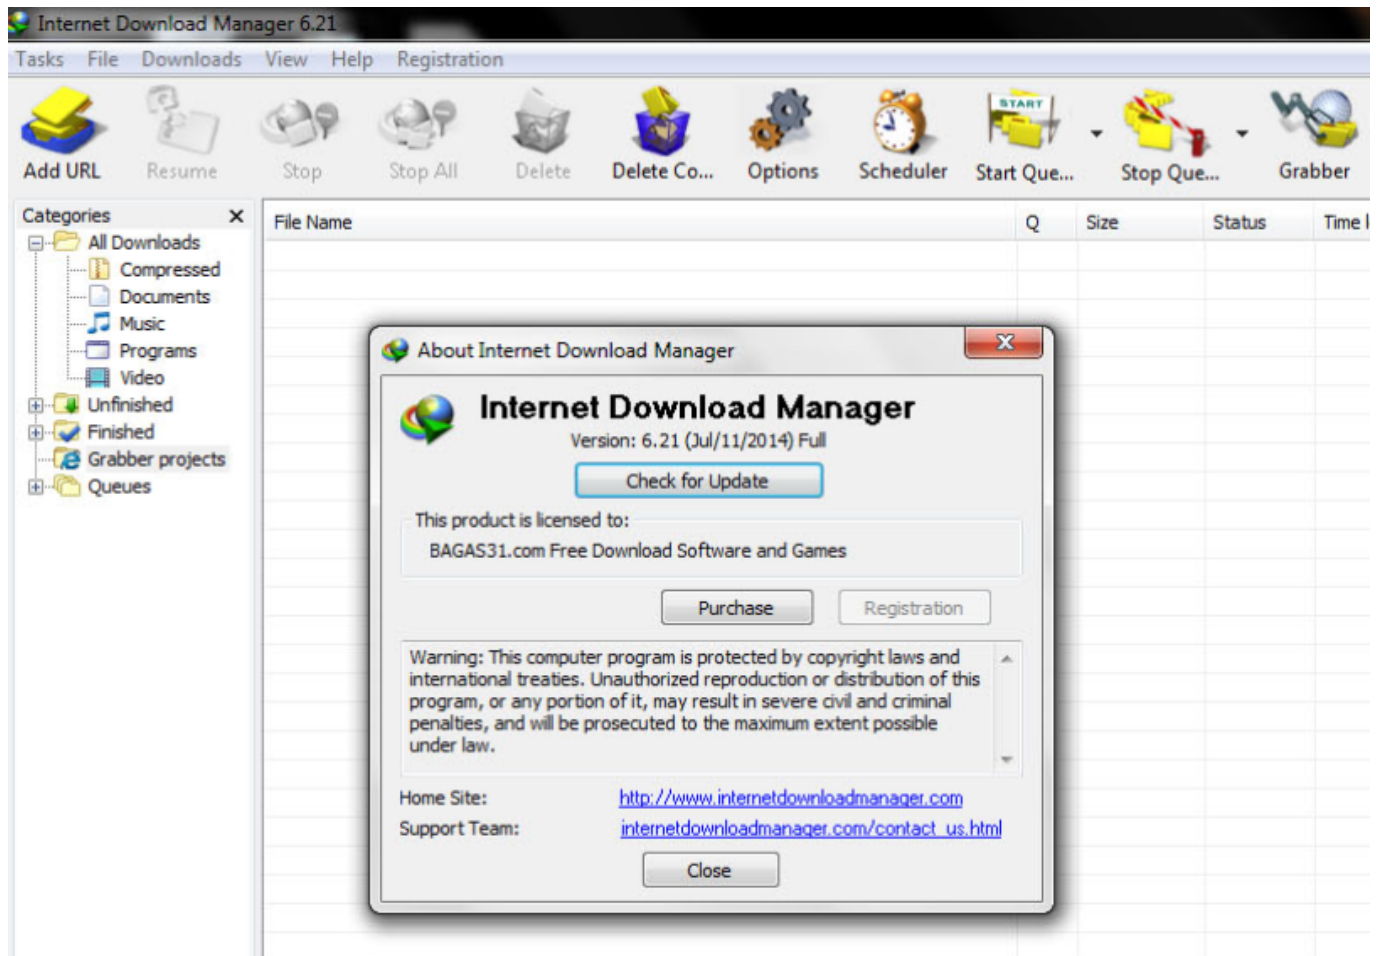 Internet Download Manager 6.21
Tasks File Downloads View Help Registration
START
Add URL Resume Stop Stop All Delete Delete Co... Options Scheduler Start Que... Stop Que... Grabber
Categories
File Name Q Size Status Time l
All Downloads
Compressed
Documents
Music
Programs
Video
Unfinished
Finished
Grabber projects
Queues
About Internet Download Manager
Internet Download Manager
Version: 6.21 (Jul/11/2014) Full
Check for Update
This product is licensed to:
BAGAS31.com Free Download Software and Games
Purchase Registration
Warning: This computer program is protected by copyright laws and
international treaties. Unauthorized reproduction or distribution of this
program, or any portion of it, may result in severe civil and criminal
penalties, and will be prosecuted to the maximum extent possible
under law.
Home Site: http://www.internetdownloadmanager.com
Support Team: internetdownloadmanager.com/contact_us.html
Close